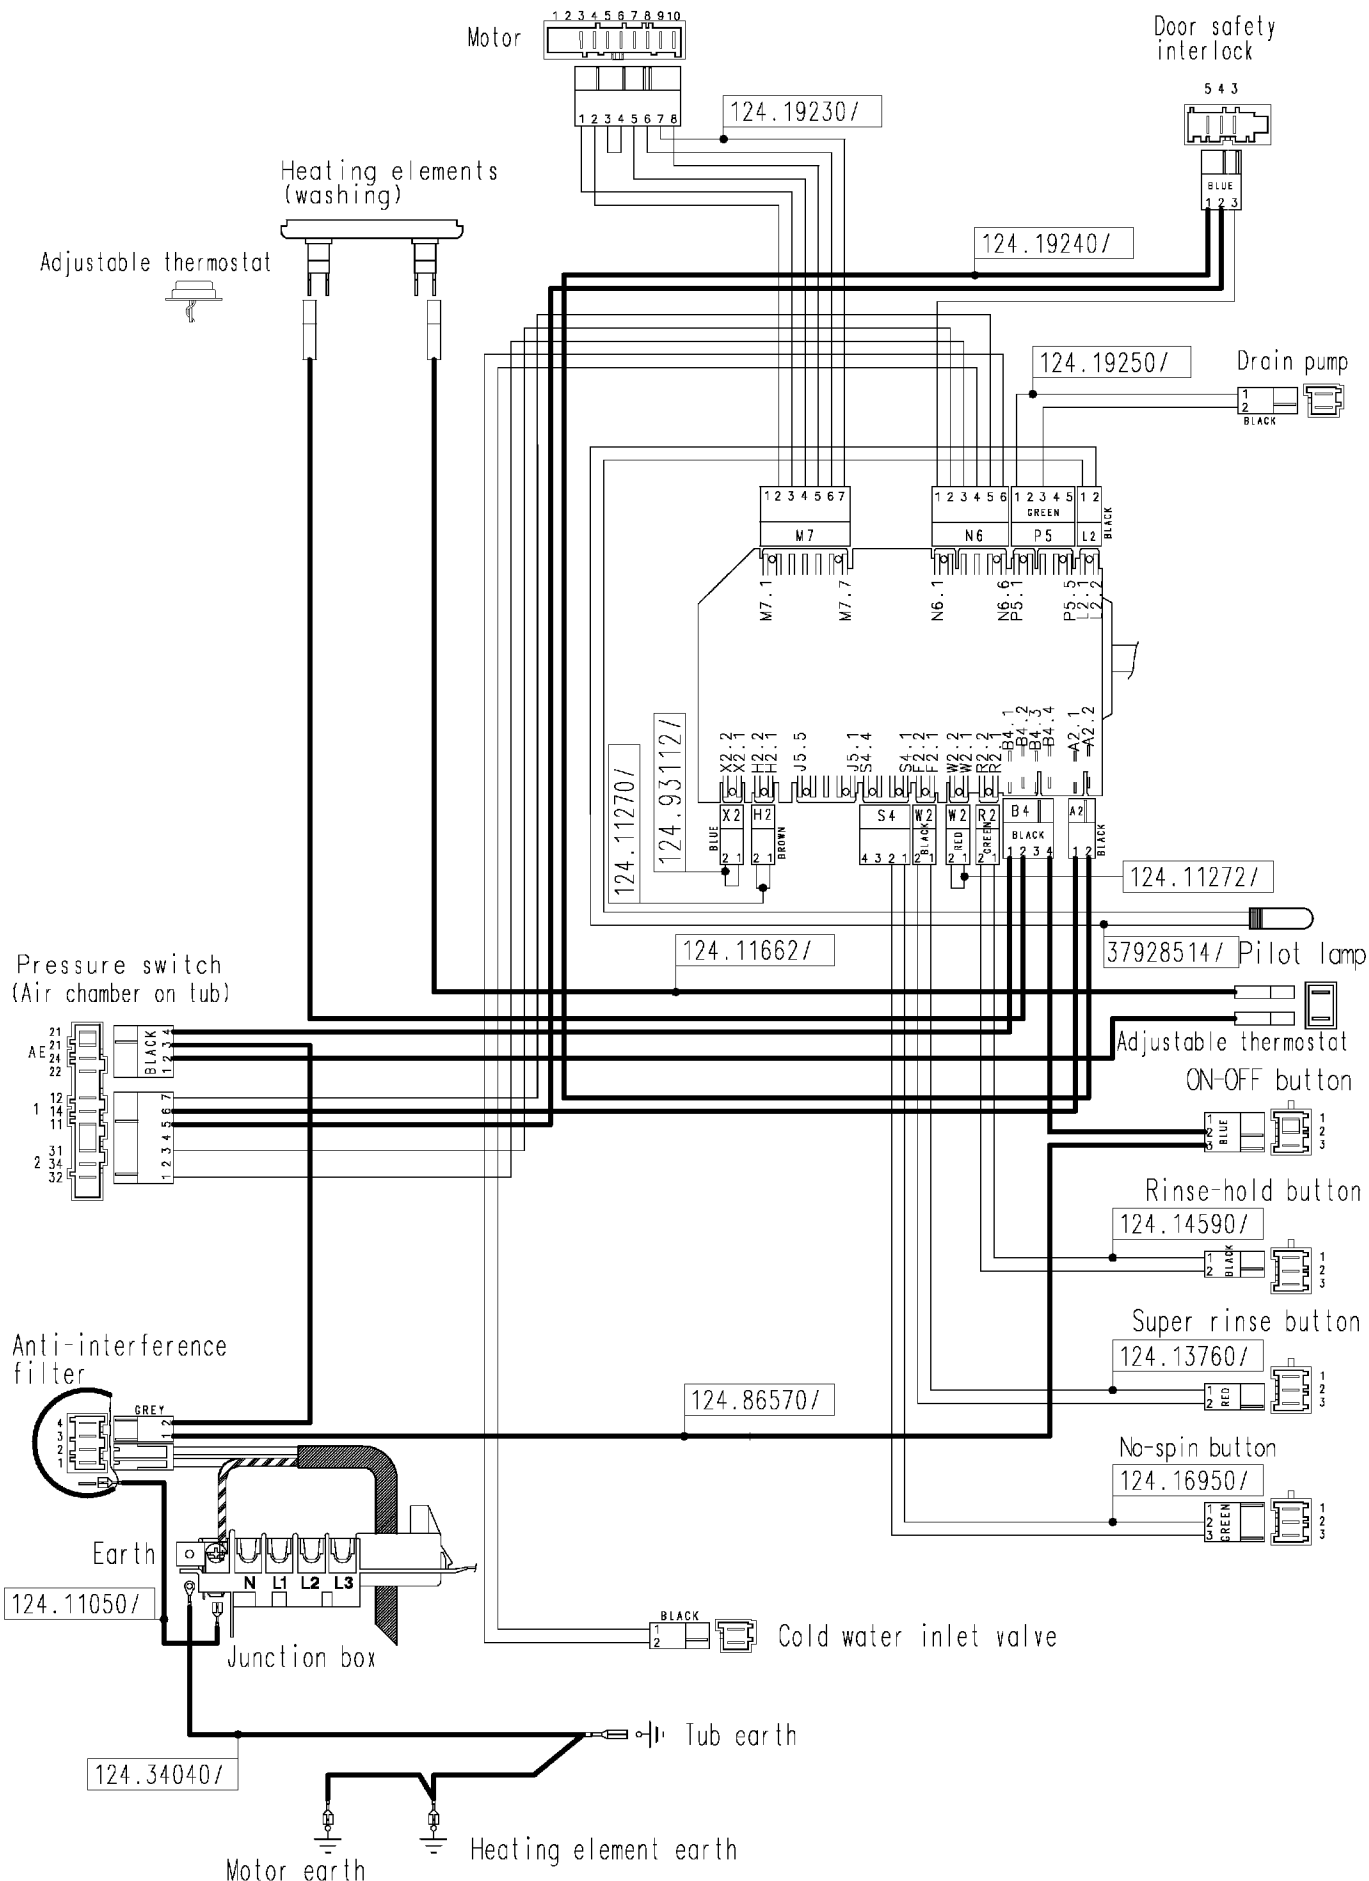 1 2 3 4 5 6 7 8 9 10
Motor
1 2 3 4 5 6 7 8
124.19230/
Door safety
interlock
5 4 3
BLUE
1 2 3
Heating elements
(washing)
Adjustable thermostat
124.19240/
124.19250/
Drain pump
1
2
BLACK
1 2 3 4 5 6 7
M7
1 2 3 4 5 6
N6
1 2 3 4 5
GREEN
P5
1 2
L2
BLACK
M7.1
M7.7
N6.1
N6.6
P5.1
P5.5
L2.1
L2.2
X2.2
X2.1
H2.2
H2.1
J5.5
J5.1
S4.4
S4.1
F2.2
F2.1
W2.2
W2.1
R2.2
R2.1
B4.1
B4.2
B4.3
B4.4
A2.1
A2.2
124.11270/
124.93112/
BLUE
X2
2 1
H2
2 1
BROWN
S4
4 3 2 1
W2
BLACK
2 1
W2
RED
2 1
R2
GREEN
2 1
B4
BLACK
1 2 3 4
A2
1 2
BLACK
124.11272/
37928514/
Pilot lamp
124.11662/
Pressure switch
(Air chamber on tub)
AE
21
21
24
22
BLACK
4
3
2
1
1
12
14
11
2
31
34
32
7
6
5
4
3
2
1
Adjustable thermostat
ON-OFF button
1
2
3
BLUE
1
2
3
Rinse-hold button
124.14590/
1
2
BLACK
1
2
3
Super rinse button
124.13760/
1
2
RED
1
2
3
No-spin button
124.16950/
1
2
3
GREEN
1
2
3
Anti-interference
filter
GREY
4
3
2
1
2
1
124.86570/
Earth
N L1 L2 L3
124.11050/
Junction box
BLACK
1
2
Cold water inlet valve
Tub earth
124.34040/
Motor earth
Heating element earth